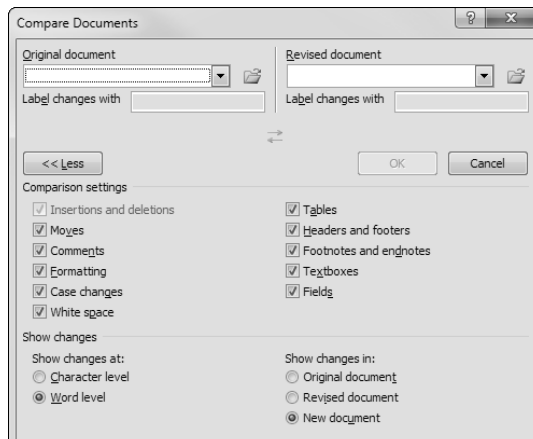 Compare Documents
Original document
Revised document
Label changes with
Label changes with
<< Less
OK
Cancel
Comparison settings
Insertions and deletions
Moves
Comments
Formatting
Case changes
White space
Tables
Headers and footers
Footnotes and endnotes
Textboxes
Fields
Show changes
Show changes at:
Character level
Word level
Show changes in:
Original document
Revised document
New document